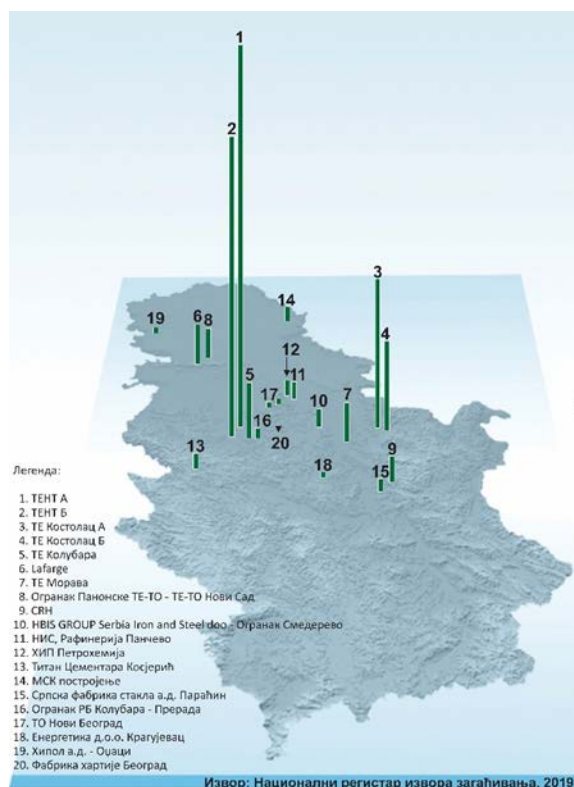 1
2
3
14
19
6
8
4
12
5
17
11
10
7
16
20
13
18
9
15
Легенда:
1. ТЕНТ А
2. ТЕНТ Б
3. ТЕ Костолац А
4. ТЕ Костолац Б
5. ТЕ Колубара
6. Lafarge
7. ТЕ Морава
8. Огранак Панонске ТЕ-ТО - ТЕ-ТО Нови Сад
9. CRH
10. HBIS GROUP Serbia Iron and Steel doo - Огранак Смедерево
11. НИС, Рафинерија Панчево
12. ХИП Петрохемија
13. Титан Цементара Косјерић
14. МСК постројење
15. Српска фабрика стакла а.д. Параћин
16. Огранак РБ Колубара - Прерада
17. ТО Нови Београд
18. Енергетика д.о.о. Крагујевац
19. Хипол а.д. - Оџаци
20. Фабрика хартије Београд
Извор: Национални регистар извора загађивања, 2019